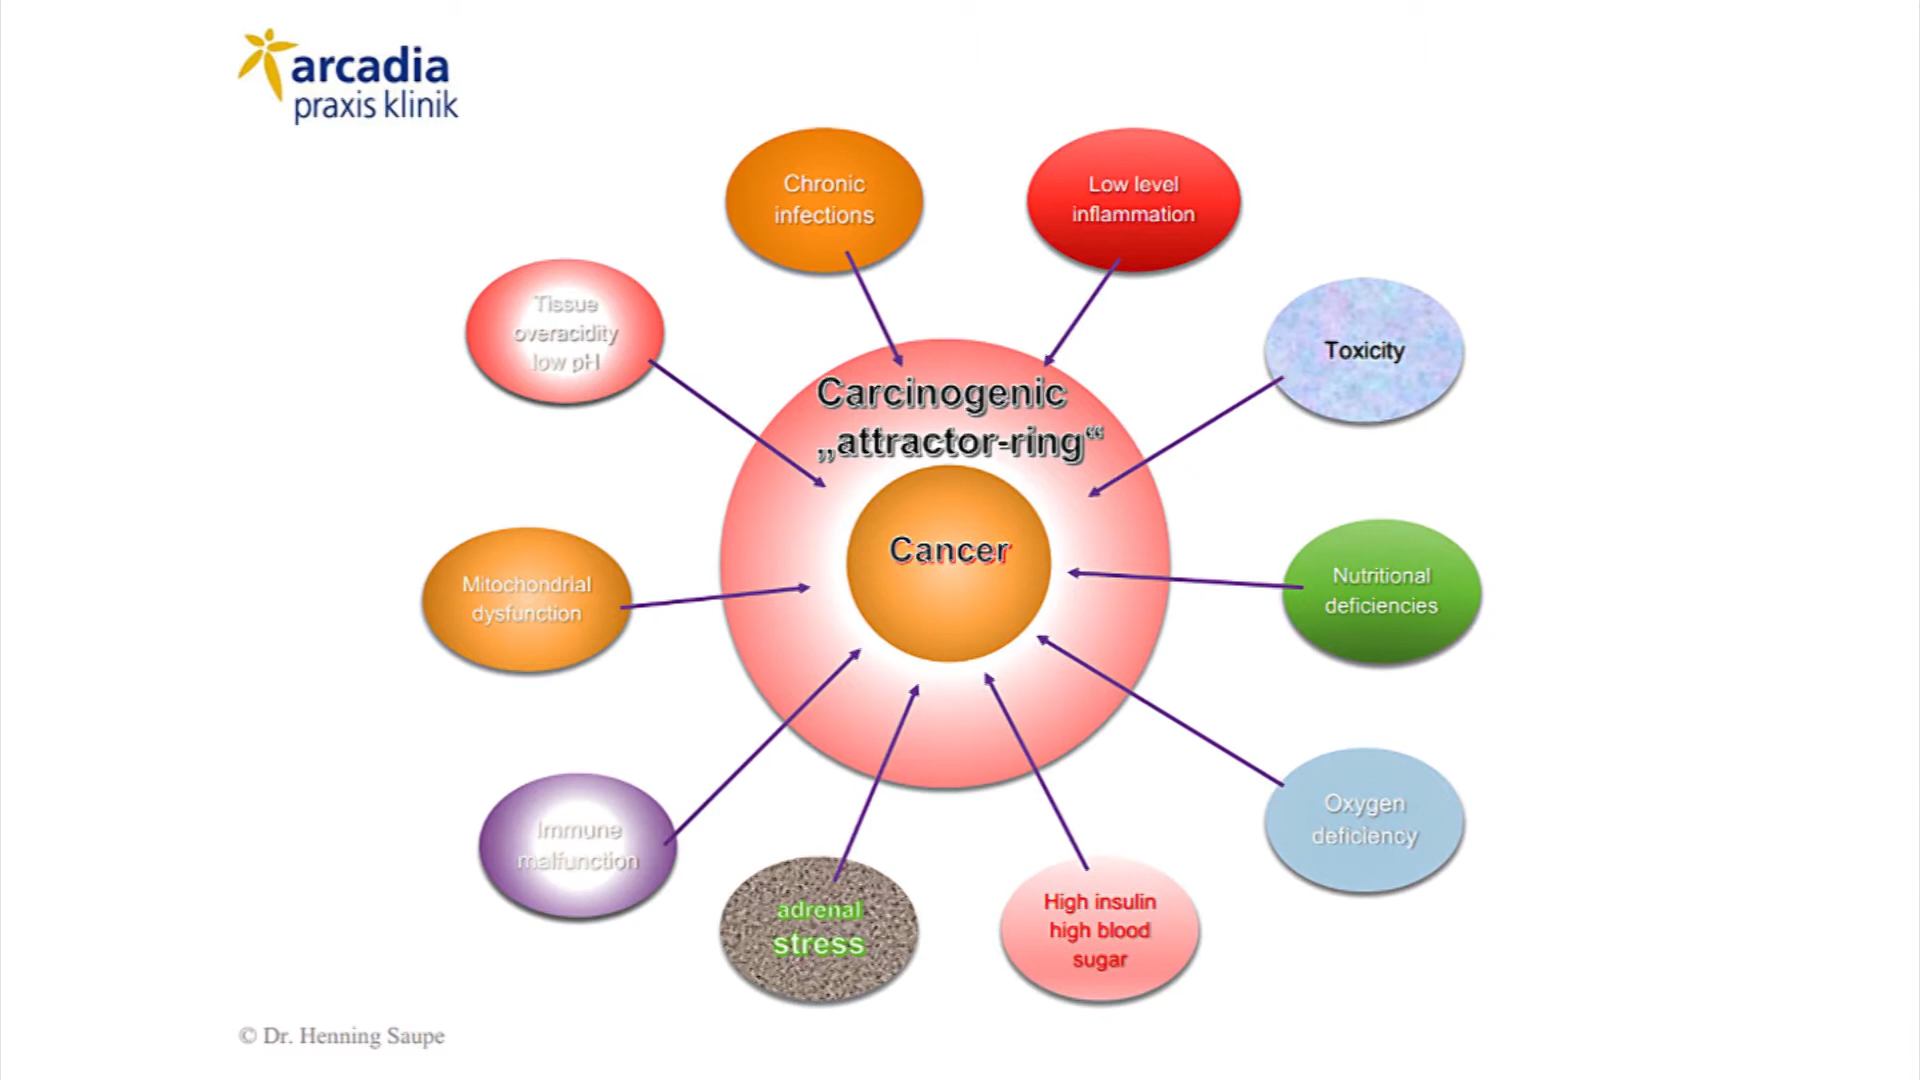 arcadia
praxis klinik
Chronic
infections
Low level
inflammation
Tissue
overacidity
low pH
Toxicity
Carcinogenic
„attractor-ring“
Cancer
Mitochondrial
dysfunction
Nutritional
deficiencies
Immune
malfunction
Oxygen
deficiency
adrenal
stress
High insulin
high blood
sugar
© Dr. Henning Saupe